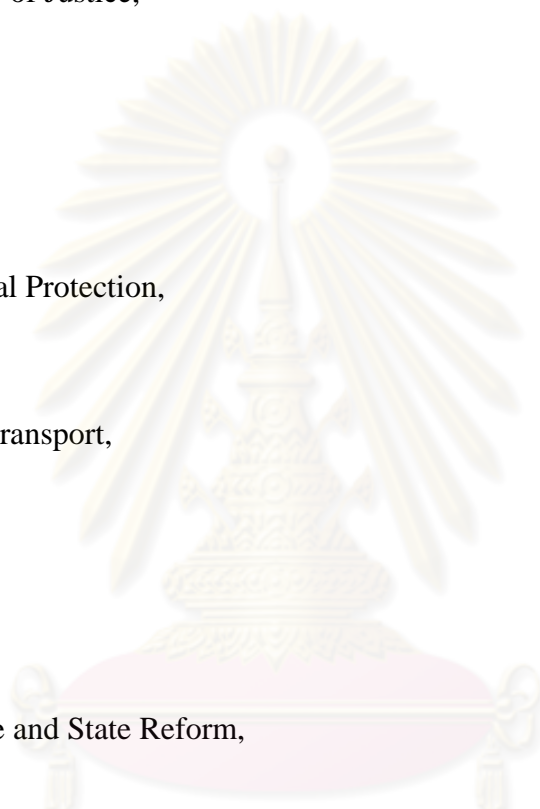 of Justice,
al Protection,
ransport,
e and State Reform,